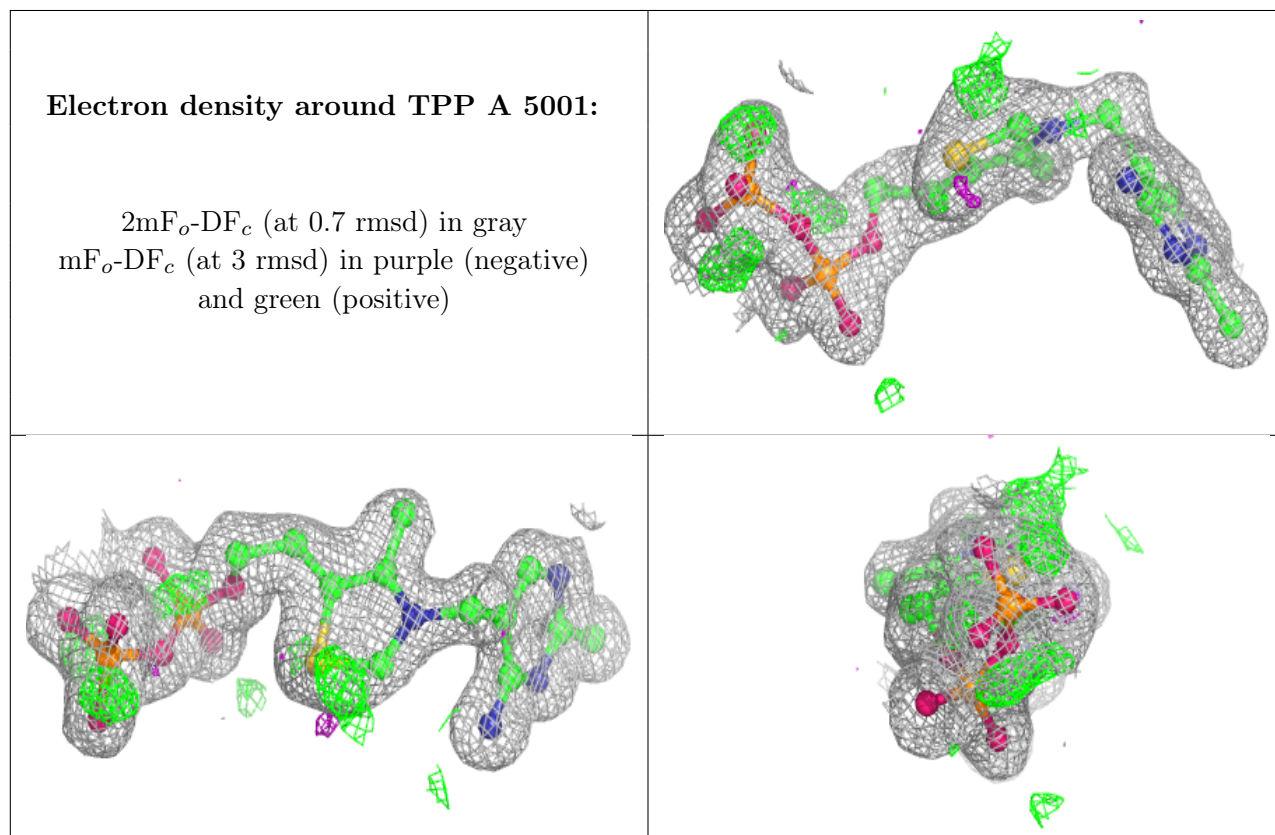 Electron density around TPP A 5001:
2mFo-DFc (at 0.7 rmsd) in gray
mFo-DFc (at 3 rmsd) in purple (negative)
and green (positive)